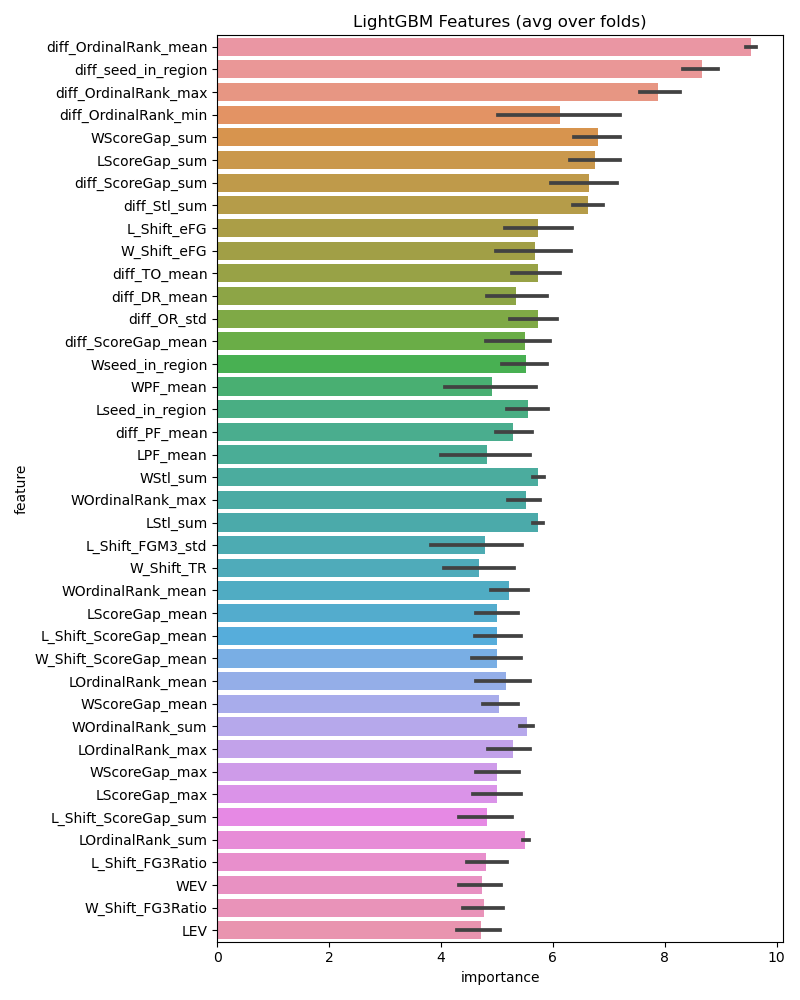 LightGBM Features (avg over folds)
diff_OrdinalRank_mean
diff_seed_in_region
diff_OrdinalRank_max
diff_OrdinalRank_min
WScoreGap_sum
LScoreGap_sum
diff_ScoreGap_sum
diff_Stl_sum
L_Shift_eFG
W_Shift_eFG
diff_TO_mean
diff_DR_mean
diff_OR_std
diff_ScoreGap_mean
Wseed_in_region
WPF_mean
Lseed_in_region
diff_PF_mean
LPF_mean
WStl_sum
WOrdinalRank_max
LStl_sum
L_Shift_FGM3_std
W_Shift_TR
WOrdinalRank_mean
LScoreGap_mean
L_Shift_ScoreGap_mean
W_Shift_ScoreGap_mean
LOrdinalRank_mean
WScoreGap_mean
WOrdinalRank_sum
LOrdinalRank_max
WScoreGap_max
LScoreGap_max
L_Shift_ScoreGap_sum
LOrdinalRank_sum
L_Shift_FG3Ratio
WEV
W_Shift_FG3Ratio
LEV
feature
0 2 4 6 8 10
importance